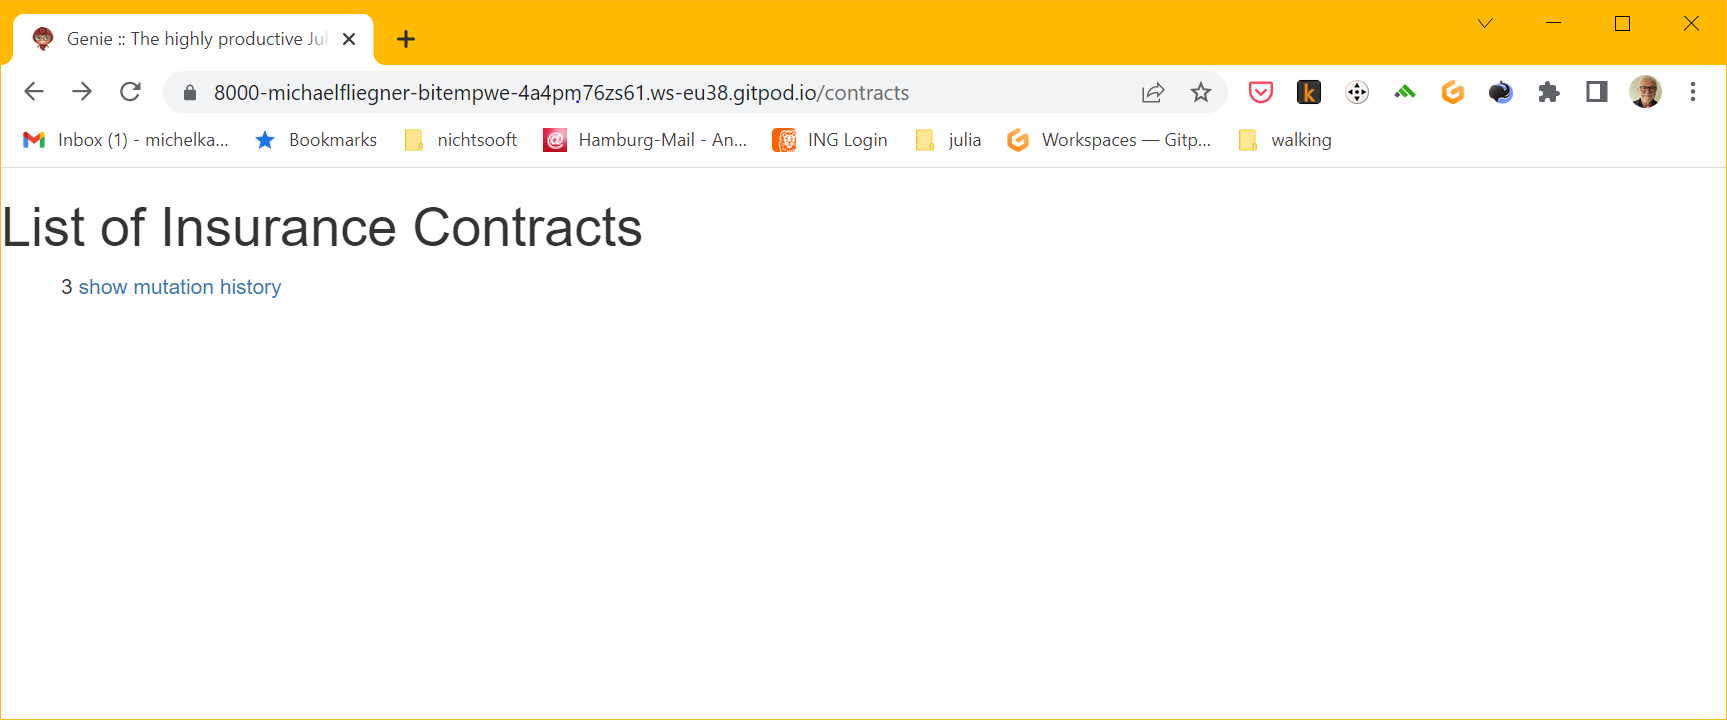 Genie :: The highly productive Jul
8000-michaelfliegner-bitempwe-4a4pm76zs61.ws-eu38.gitpod.io/contracts
Inbox (1) - michelka... Bookmarks nichtsooft Hamburg-Mail - An... ING Login julia Workspaces — Gitp... walking
List of Insurance Contracts
3 show mutation history